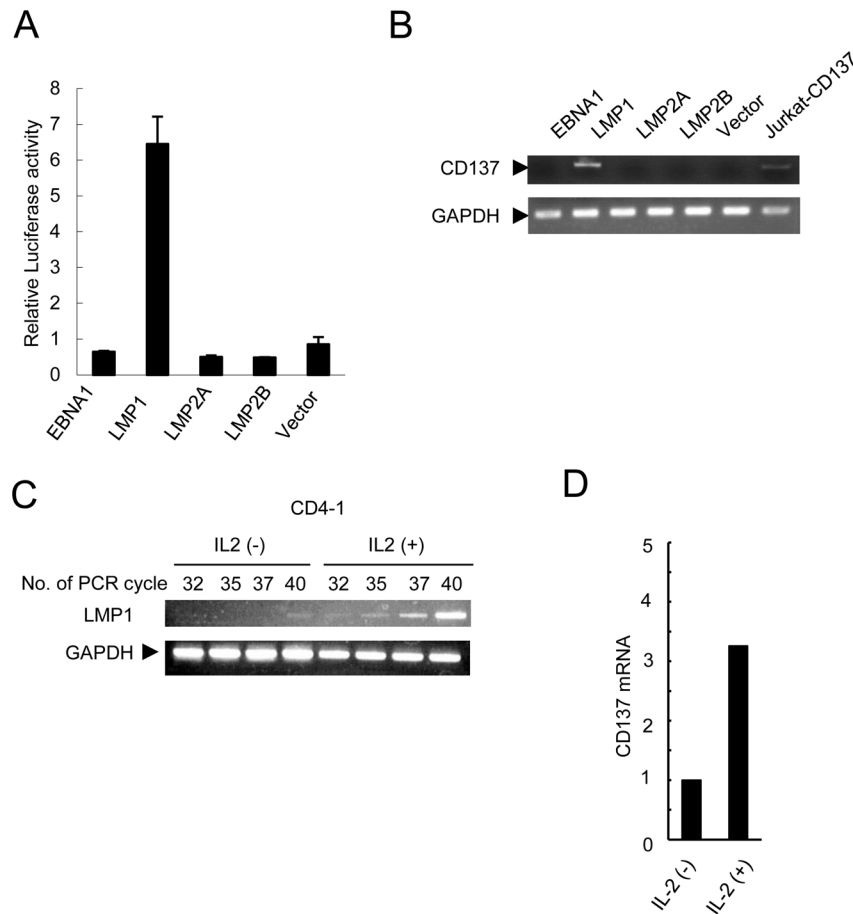 A
Relative Luciferase activity
8
7
6
5
4
3
2
1
0
EBNA1
LMP1
LMP2A
LMP2B
Vector
B
EBNA1
LMP1
LMP2A
LMP2B
Vector
Jurkat-CD137
CD137
GAPDH
C
CD4-1
IL2 (-) IL2 (+)
No. of PCR cycle 32 35 37 40 32 35 37 40
LMP1
GAPDH
D
CD137 mRNA
5
4
3
2
1
0
IL-2 (-)
IL-2 (+)